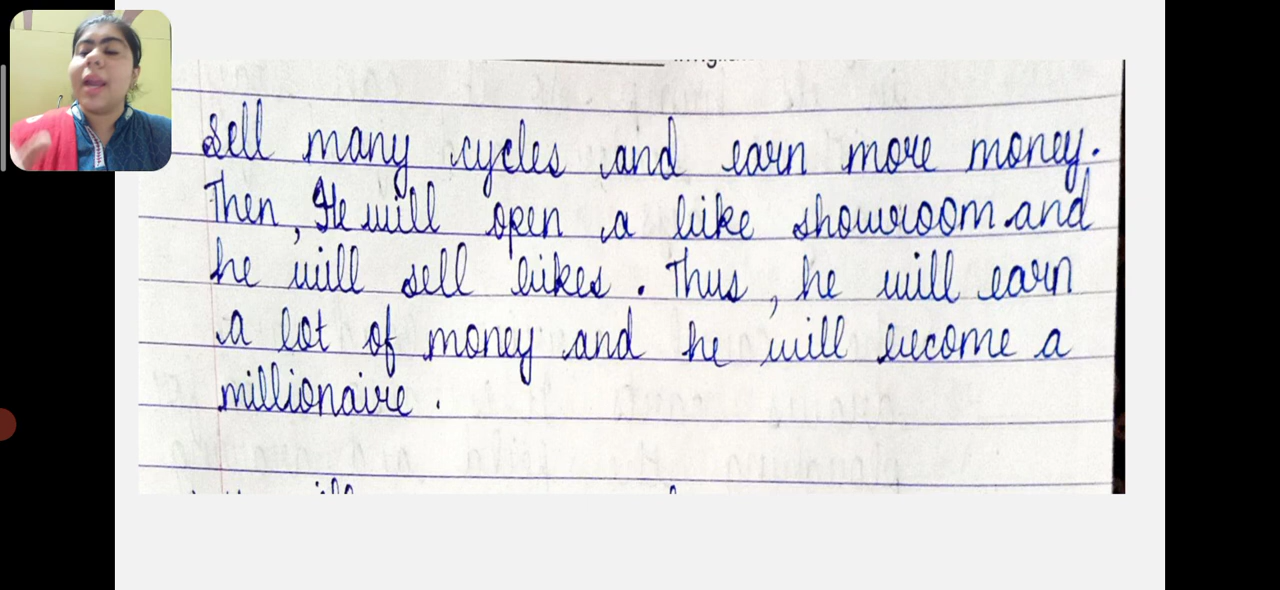 sell many cycles and earn more money.
Then, He will open a bike showroom and
he will sell bikes. Thus, he will earn
a lot of money and he will become a
millionaire.